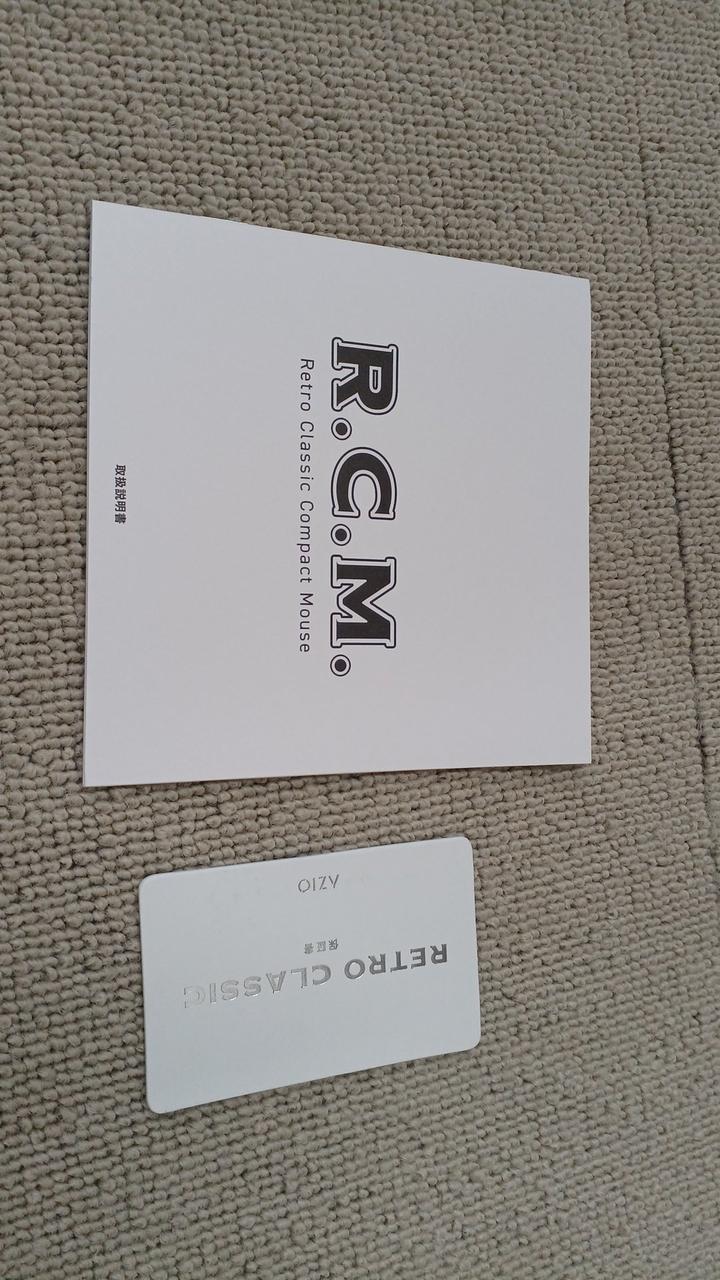 R.C.M.
Retro Classic Compact Mouse
取扱説明書
AZIO
保証書
RETRO CLASSIC